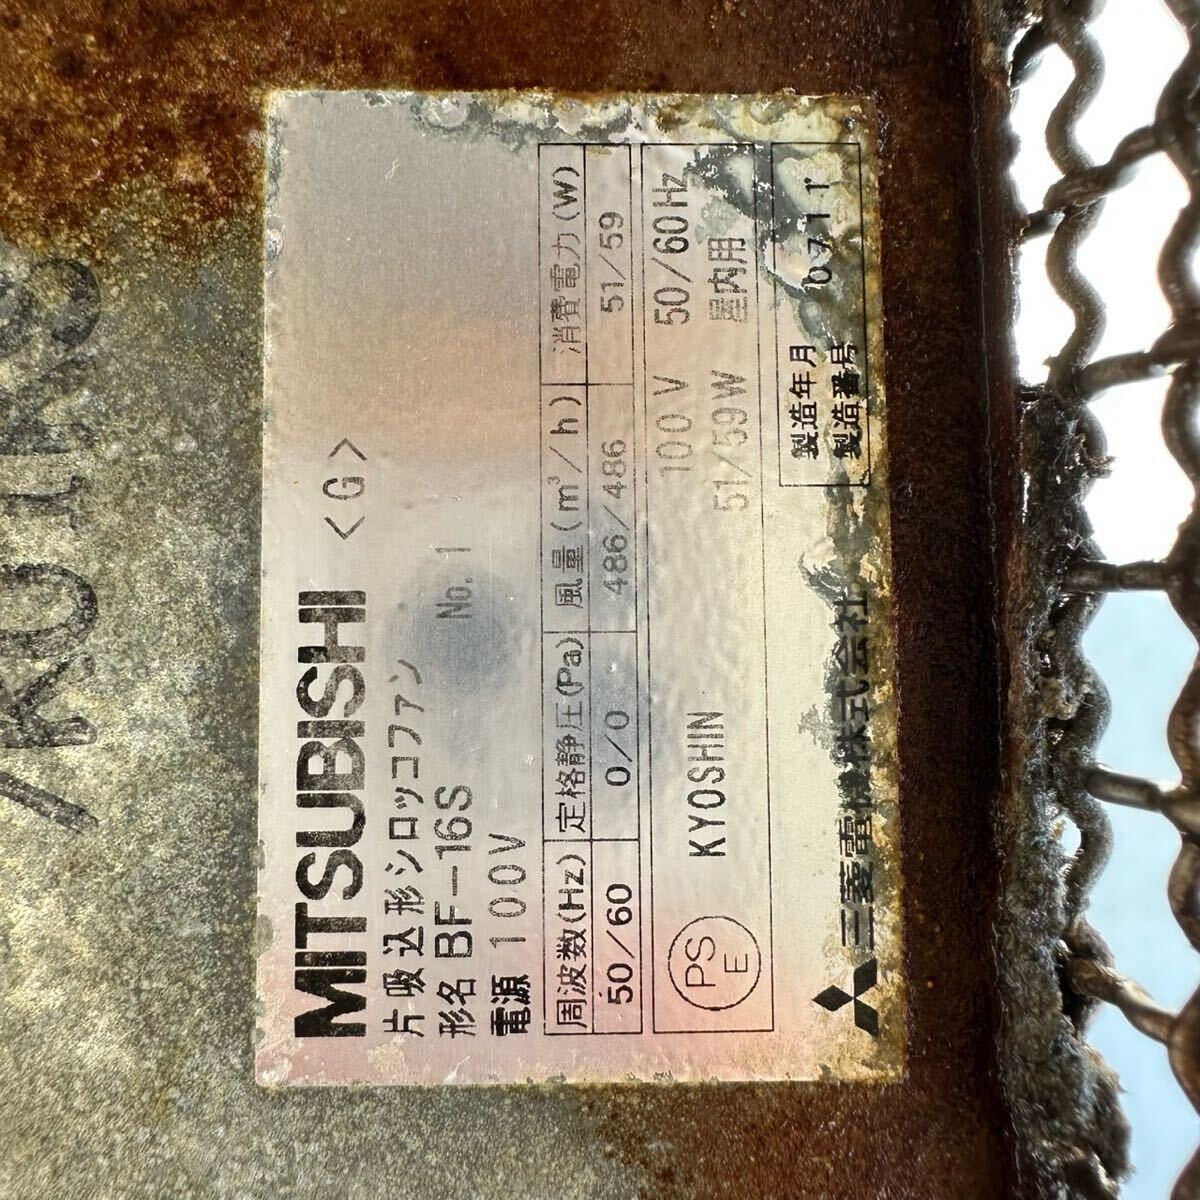 MITSUBISHI <G>
片吸込形シロッコファン
形名 BF-16S No.1
電源 100V
周波数(Hz) 定格静圧(Pa) 風量(m³/h) 消費電力(W)
50/60 0/0 486/486 51/59
PS E KYOSHIN 100V 50/60Hz
51/59W 屋内用
製造年月
製造番号
三菱電機株式会社